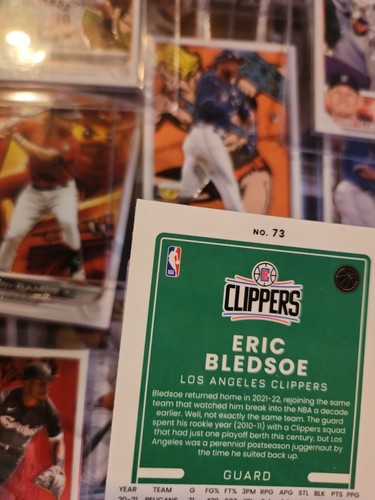 NO. 73
NBA
CLIPPERS
ERIC
BLEDSOE
LOS ANGELES CLIPPERS
Bledsoe returned home in 2021-22, rejoining the same
team that watched him break into the NBA a decade
earlier. Well, not exactly the same team. The guard
spent his rookie year (2010-11) with a Clippers squad
that had just one playoff berth this century, but Los
Angeles was a perennial postseason juggernaut by
the time he suited back up.
GUARD
YEAR TEAM G FG% FT% 3PM RPG APG STL BLK PTS PPG